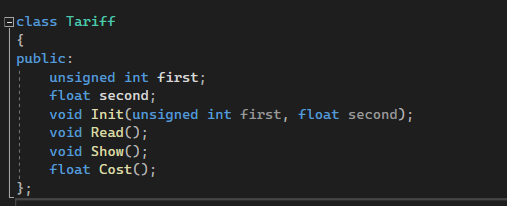 class Tariff
{
public:
    unsigned int first;
    float second;
    void Init(unsigned int first, float second);
    void Read();
    void Show();
    float Cost();
};